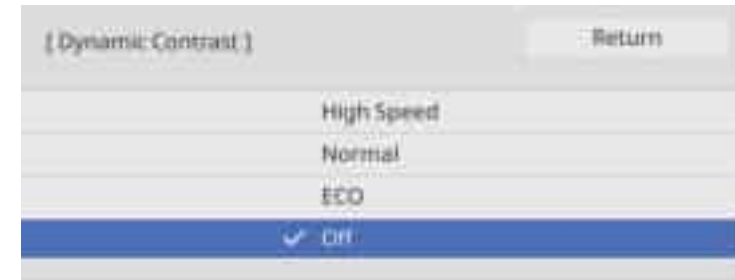 [ Dynamic Contrast ]
Return
High Speed
Normal
ECO
Off